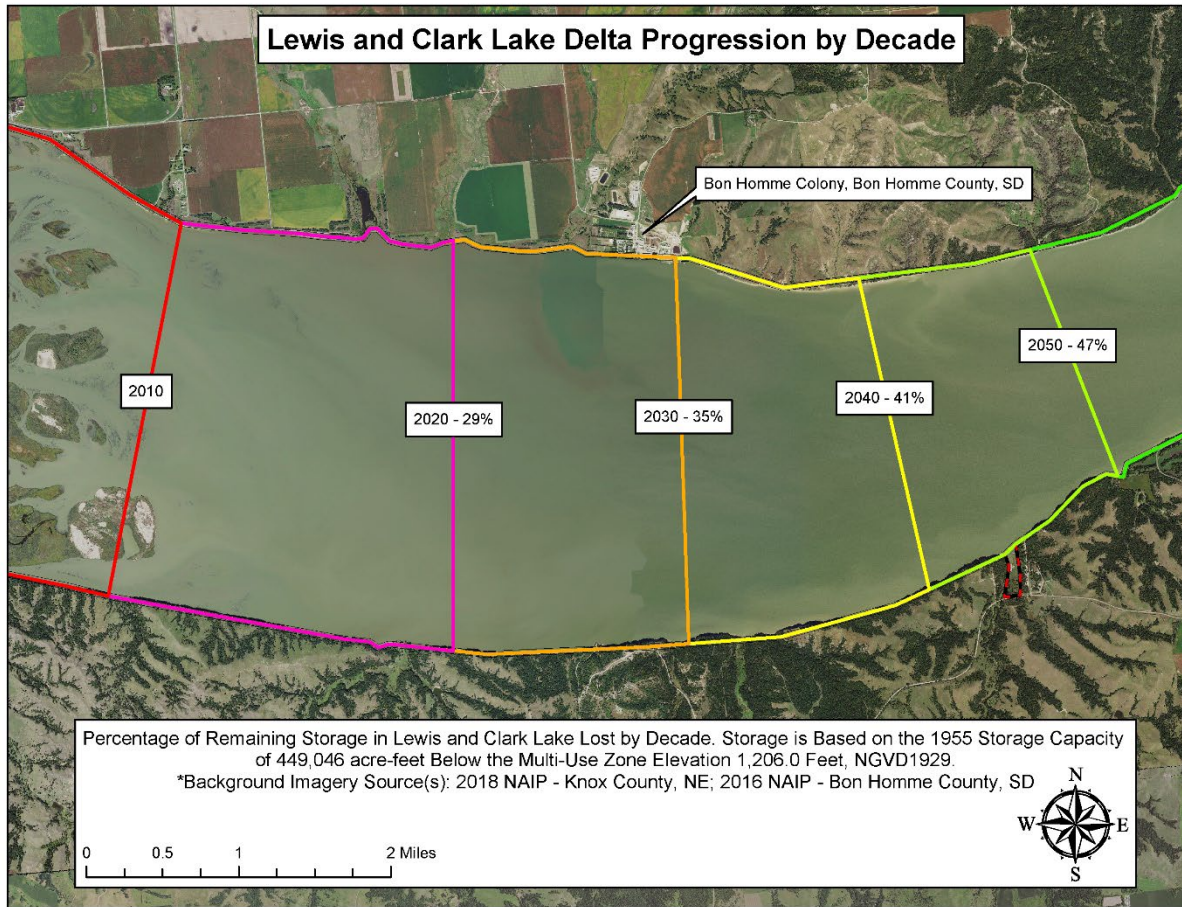 Lewis and Clark Lake Delta Progression by Decade
Bon Homme Colony, Bon Homme County, SD
2010
2020 - 29%
2030 - 35%
2040 - 41%
2050 - 47%
Percentage of Remaining Storage in Lewis and Clark Lake Lost by Decade. Storage is Based on the 1955 Storage Capacity
of 449,046 acre-feet Below the Multi-Use Zone Elevation 1,206.0 Feet, NGVD1929.
*Background Imagery Source(s): 2018 NAIP - Knox County, NE; 2016 NAIP - Bon Homme County, SD
0 0.5 1 2 Miles
N
W E
S